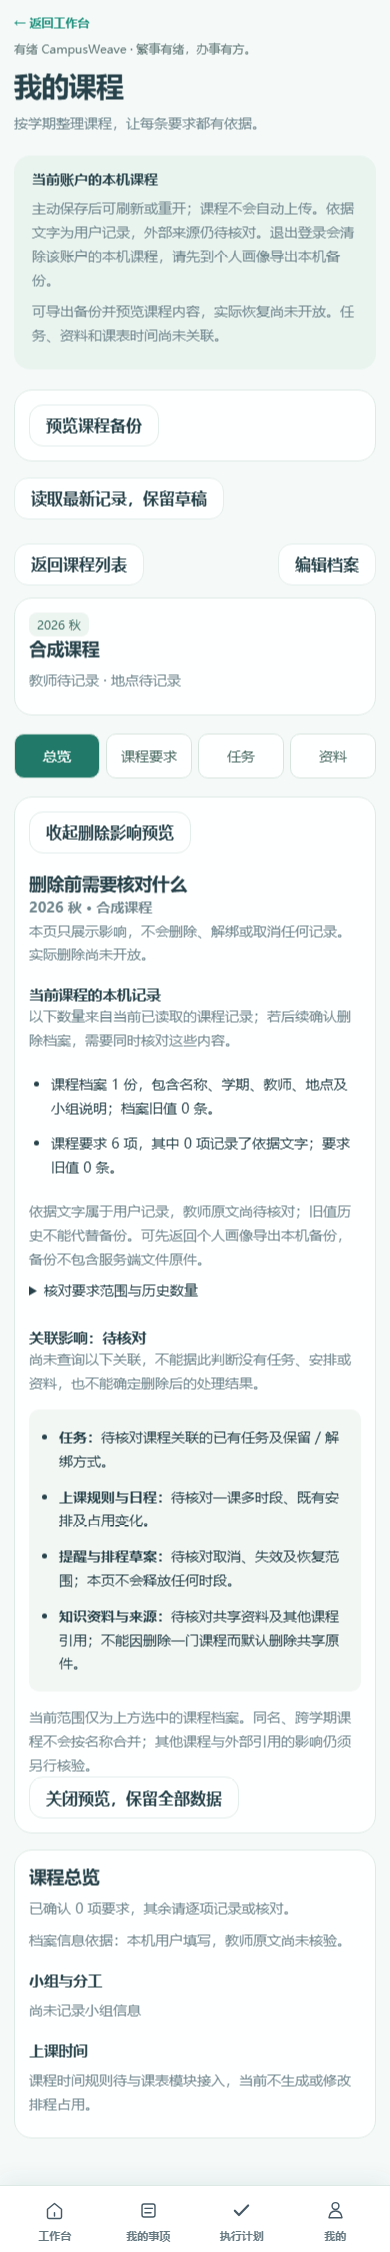 ← 返回工作台
有绪 CampusWeave · 繁事有绪，办事有方。
我的课程
按学期整理课程，让每条要求都有依据。
当前账户的本机课程
主动保存后可刷新或重开；课程不会自动上传。依据
文字为用户记录，外部来源仍待核对。退出登录会清
除该账户的本机课程，请先到个人画像导出本机备
份。
可导出备份并预览课程内容，实际恢复尚未开放。任
务、资料和课表时间尚未关联。
预览课程备份
读取最新记录，保留草稿
返回课程列表 编辑档案
2026 秋
合成课程
教师待记录 · 地点待记录
总览 课程要求 任务 资料
收起删除影响预览
删除前需要核对什么
2026 秋 • 合成课程
本页只展示影响，不会删除、解绑或取消任何记录。
实际删除尚未开放。
当前课程的本机记录
以下数量来自当前已读取的课程记录；若后续确认删
除档案，需要同时核对这些内容。
• 课程档案 1 份，包含名称、学期、教师、地点及
小组说明；档案旧值 0 条。
• 课程要求 6 项，其中 0 项记录了依据文字；要求
旧值 0 条。
依据文字属于用户记录，教师原文尚待核对；旧值历
史不能代替备份。可先返回个人画像导出本机备份，
备份不包含服务端文件原件。
▶ 核对要求范围与历史数量
关联影响：待核对
尚未查询以下关联，不能据此判断没有任务、安排或
资料，也不能确定删除后的处理结果。
• 任务：待核对课程关联的已有任务及保留 / 解
绑方式。
• 上课规则与日程：待核对一课多时段、既有安
排及占用变化。
• 提醒与排程草案：待核对取消、失效及恢复范
围；本页不会释放任何时段。
• 知识资料与来源：待核对共享资料及其他课程
引用；不能因删除一门课程而默认删除共享原
件。
当前范围仅为上方选中的课程档案。同名、跨学期课
程不会按名称合并；其他课程与外部引用的影响仍须
另行核验。
关闭预览，保留全部数据
课程总览
已确认 0 项要求，其余请逐项记录或核对。
档案信息依据：本机用户填写，教师原文尚未核验。
小组与分工
尚未记录小组信息
上课时间
课程时间规则待与课表模块接入，当前不生成或修改
排程占用。
工作台 我的事项 执行计划 我的